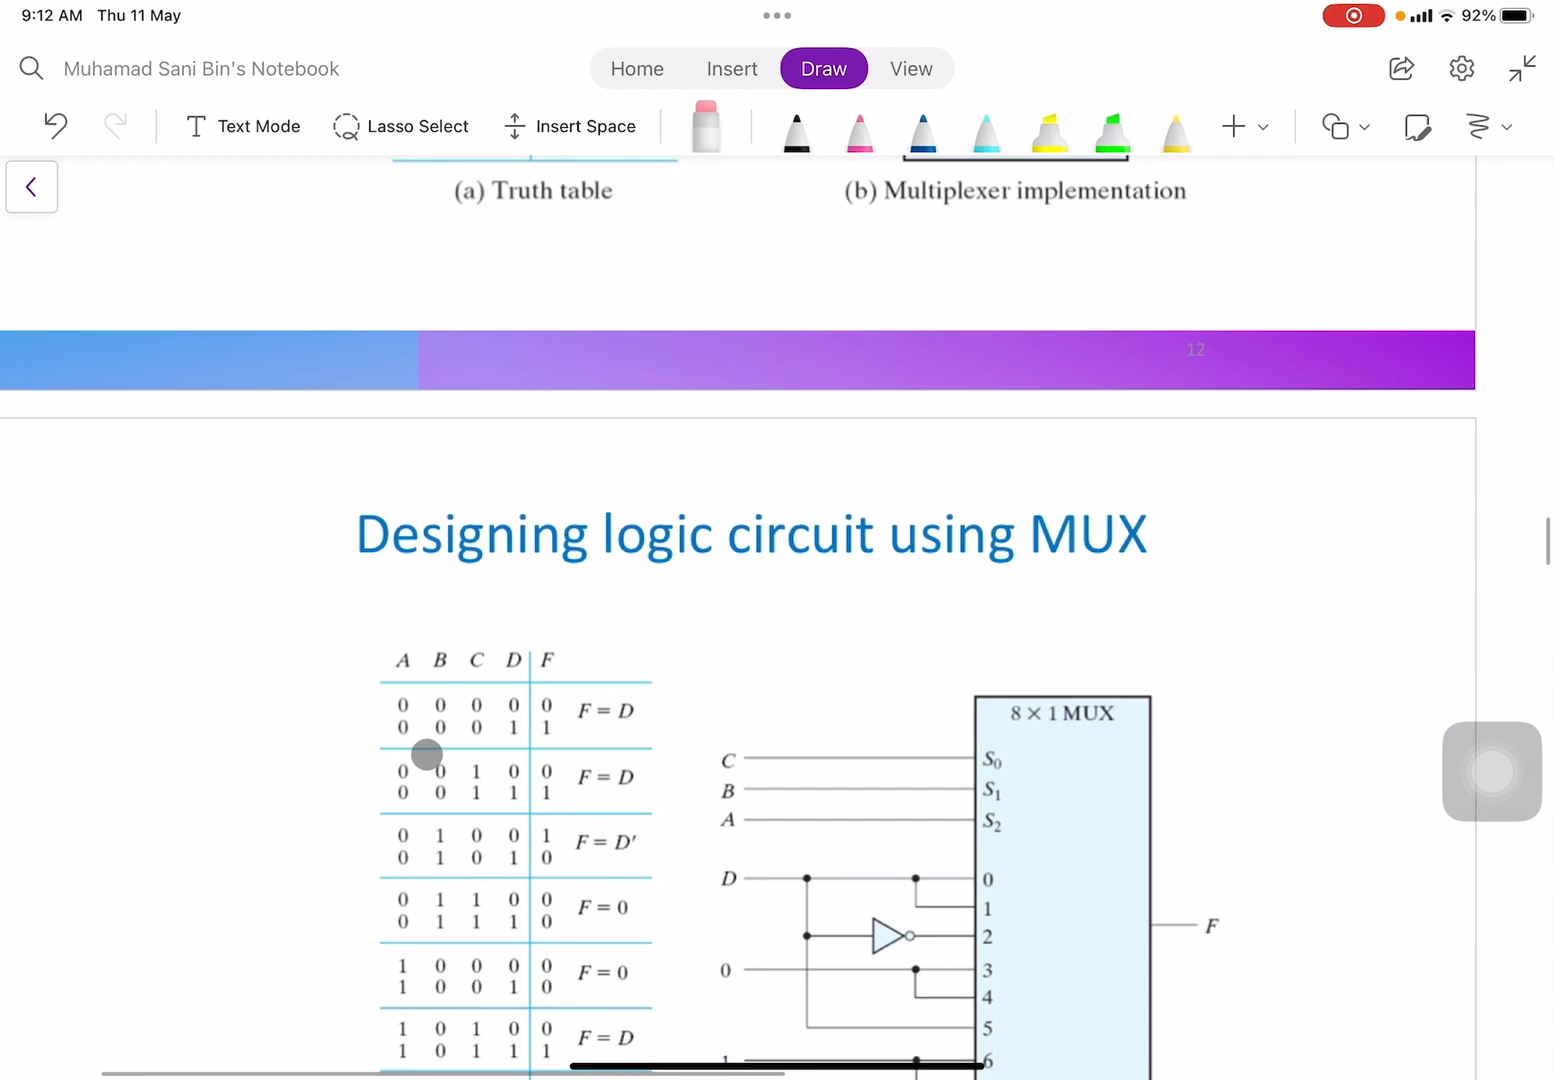 9:12 AM Thu 11 May
92%
Muhamad Sani Bin's Notebook
Home Insert Draw View
Text Mode Lasso Select Insert Space
(a) Truth table (b) Multiplexer implementation
12
Designing logic circuit using MUX
A B C D F
0 0 0 0 0 F = D
0 0 0 1 1
0 0 1 0 0 F = D
0 0 1 1 1
0 1 0 0 1 F = D′
0 1 0 1 0
0 1 1 0 0 F = 0
0 1 1 1 0
1 0 0 0 0 F = 0
1 0 0 1 0
1 0 1 0 0 F = D
1 0 1 1 1
8 × 1 MUX
C S₀
B S₁
A S₂
D 0
1
2
0 3
4
5
1 6
F